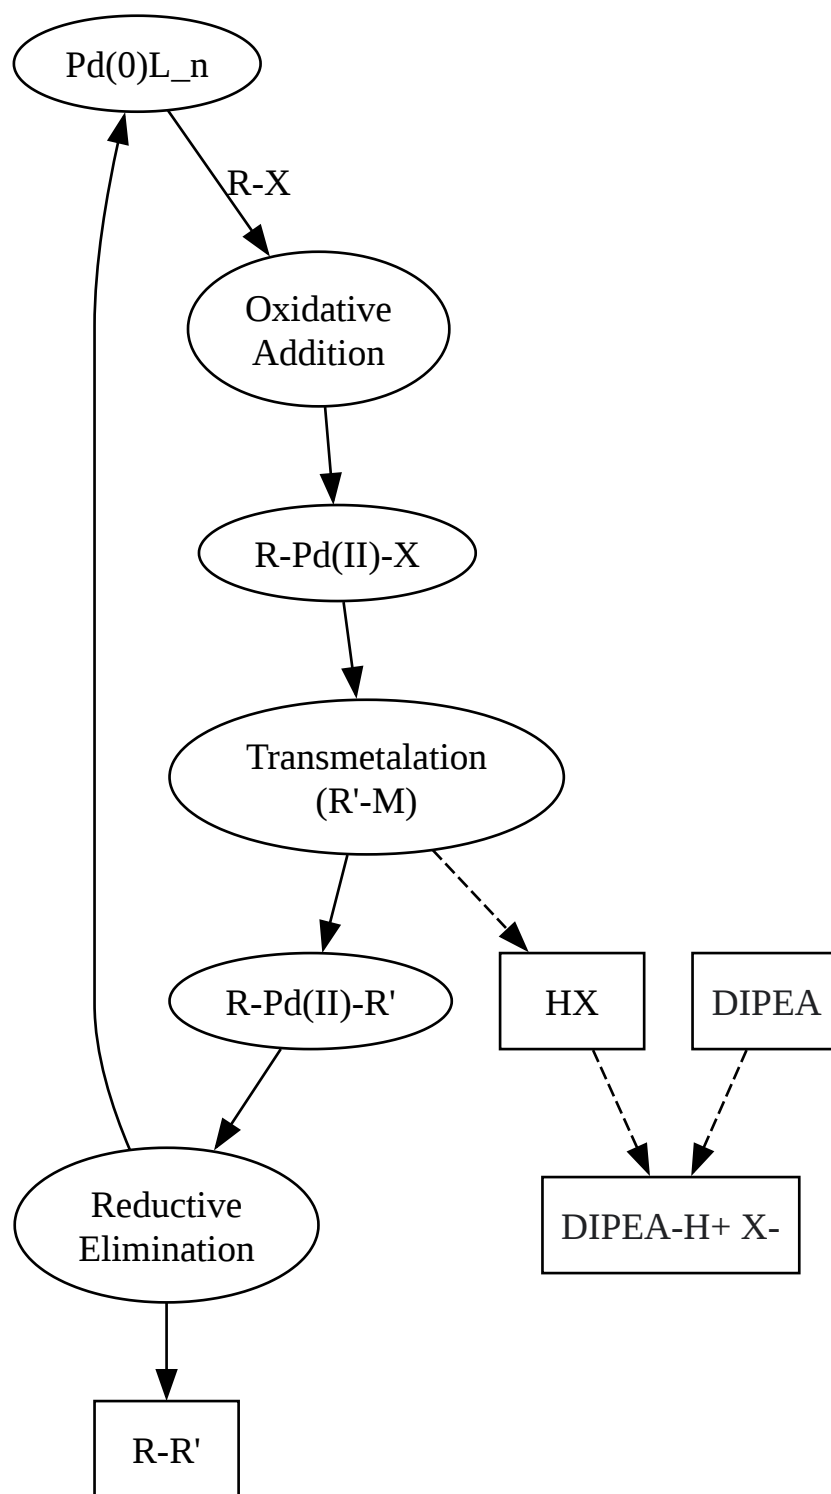 Pd(0)L_n
R-X
Oxidative
Addition
R-Pd(II)-X
Transmetalation
(R'-M)
R-Pd(II)-R'
HX
DIPEA
Reductive
Elimination
DIPEA-H+ X-
R-R'